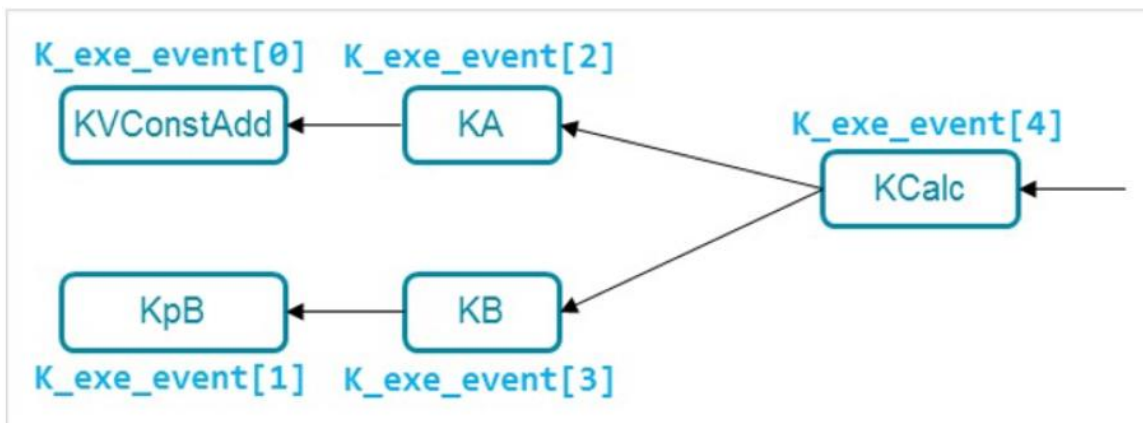 K_exe_event[0]
K_exe_event[2]
KVConstAdd
KA
K_exe_event[4]
KCalc
KpB
KB
K_exe_event[1]
K_exe_event[3]